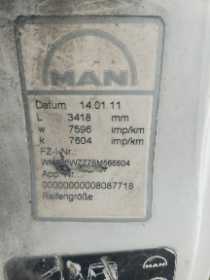 MAN
Datum 14.01.11
L 3418 mm
w 7596 imp/km
k 7604 imp/km
FZ-I-Nr.:
App-Nr.:
00000000008087718
Reifengröße
MAN